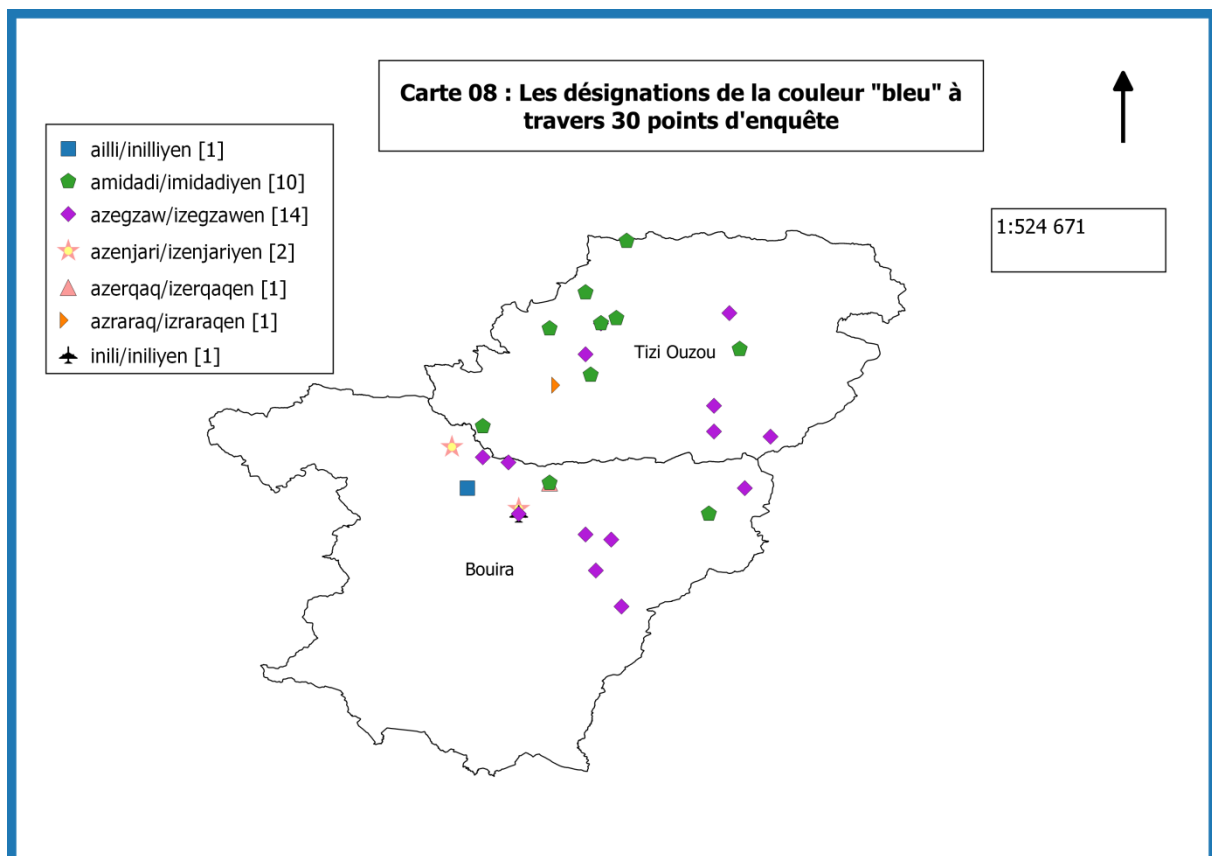 Carte 08 : Les désignations de la couleur "bleu" à
travers 30 points d'enquête
ailli/inilliyen [1]
amidadi/imidadiyen [10]
azegzaw/izegzawen [14]
azenjari/izenjariyen [2]
azerqaq/izerqaqen [1]
azraraq/izraraqen [1]
inili/iniliyen [1]
1:524 671
Tizi Ouzou
Bouira